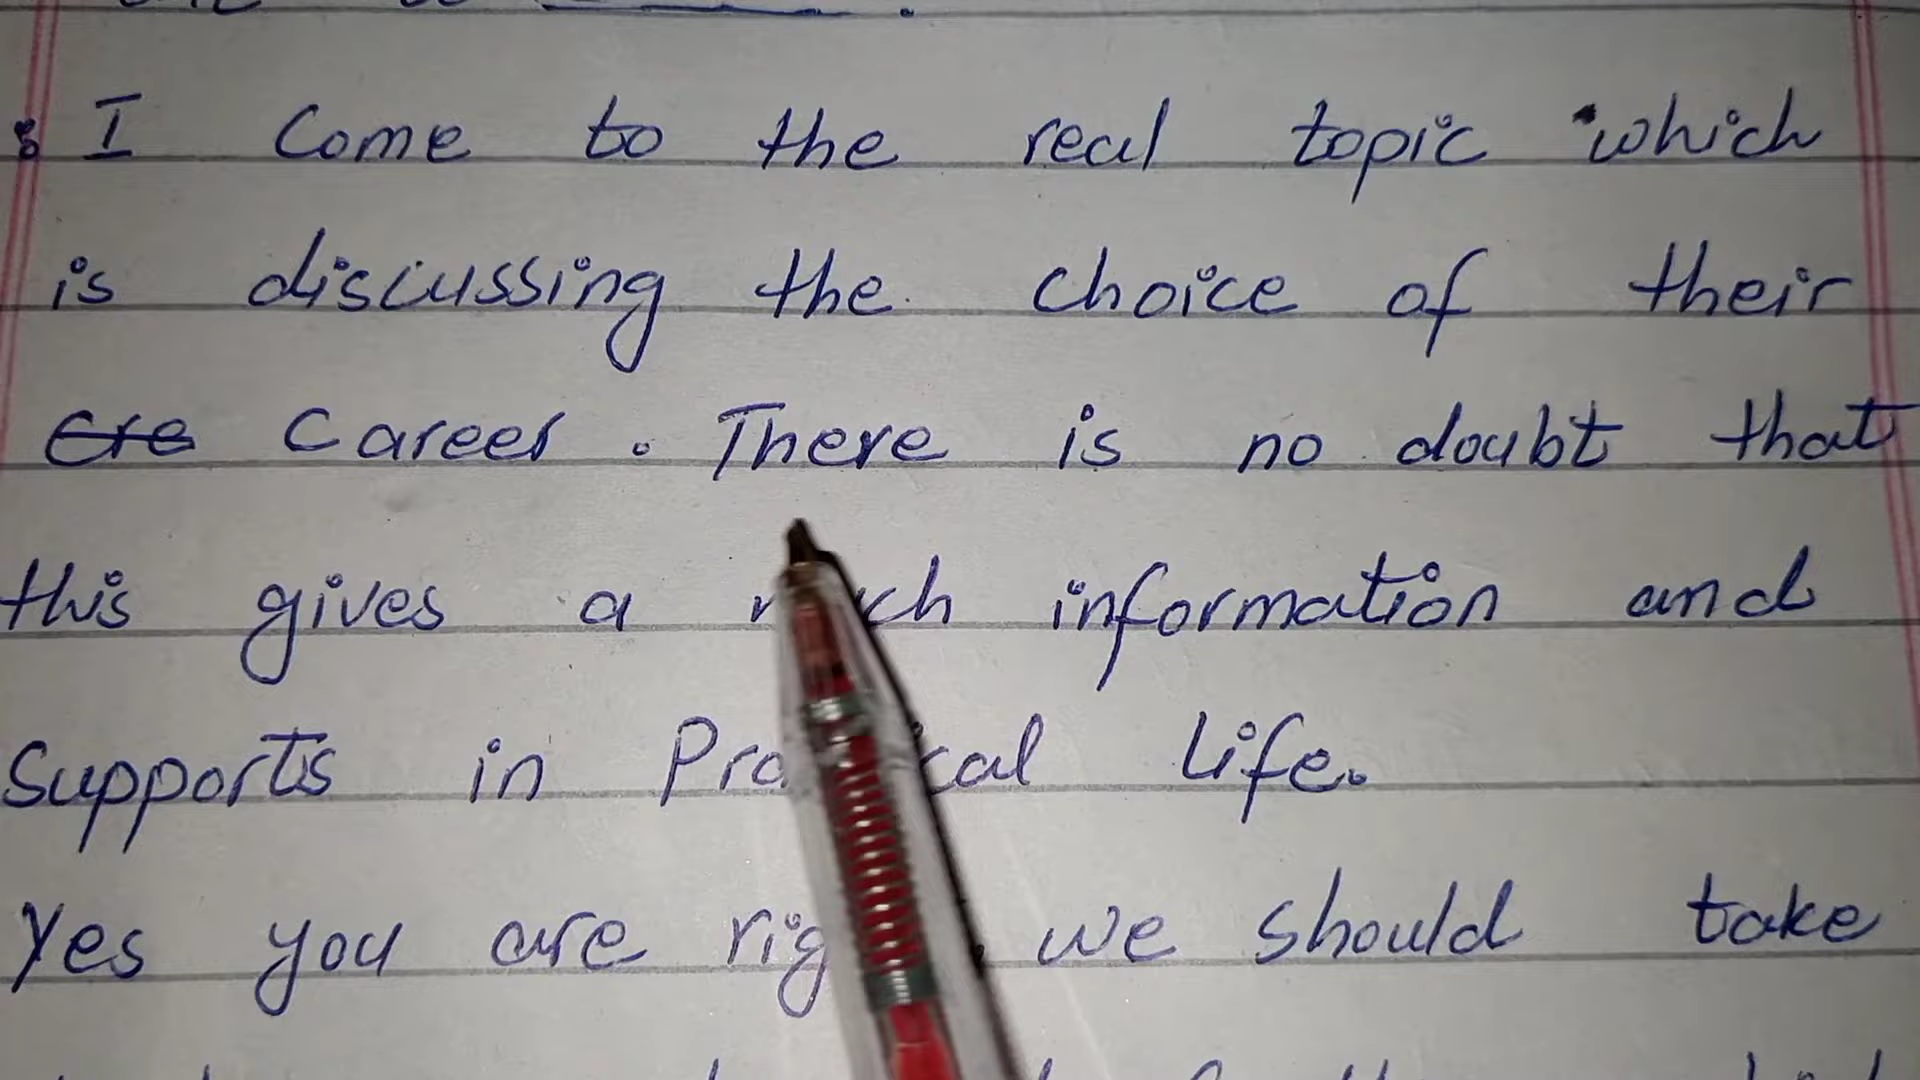 : I Come to the real topic which
is discussing the choice of their
Career. There is no doubt that
this gives a information and
Supports in life.
Yes you are we should take